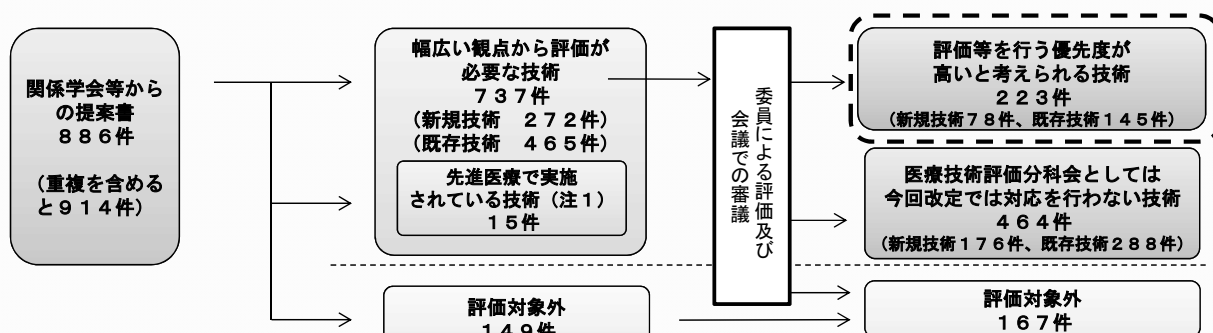 関係学会等から
の提案書
８８６件
（重複を含める
と９１４件）
幅広い観点から評価が
必要な技術
７３７件
（新規技術　２７２件）
（既存技術　４６５件）
先進医療で実施
されている技術（注１）
１５件
評価対象外
１４９件
委員による評価及び
会議での審議
評価等を行う優先度が
高いと考えられる技術
２２３件
（新規技術７８件、既存技術１４５件）
医療技術評価分科会としては
今回改定では対応を行わない技術
４６４件
（新規技術１７６件、既存技術２８８件）
評価対象外
１６７件